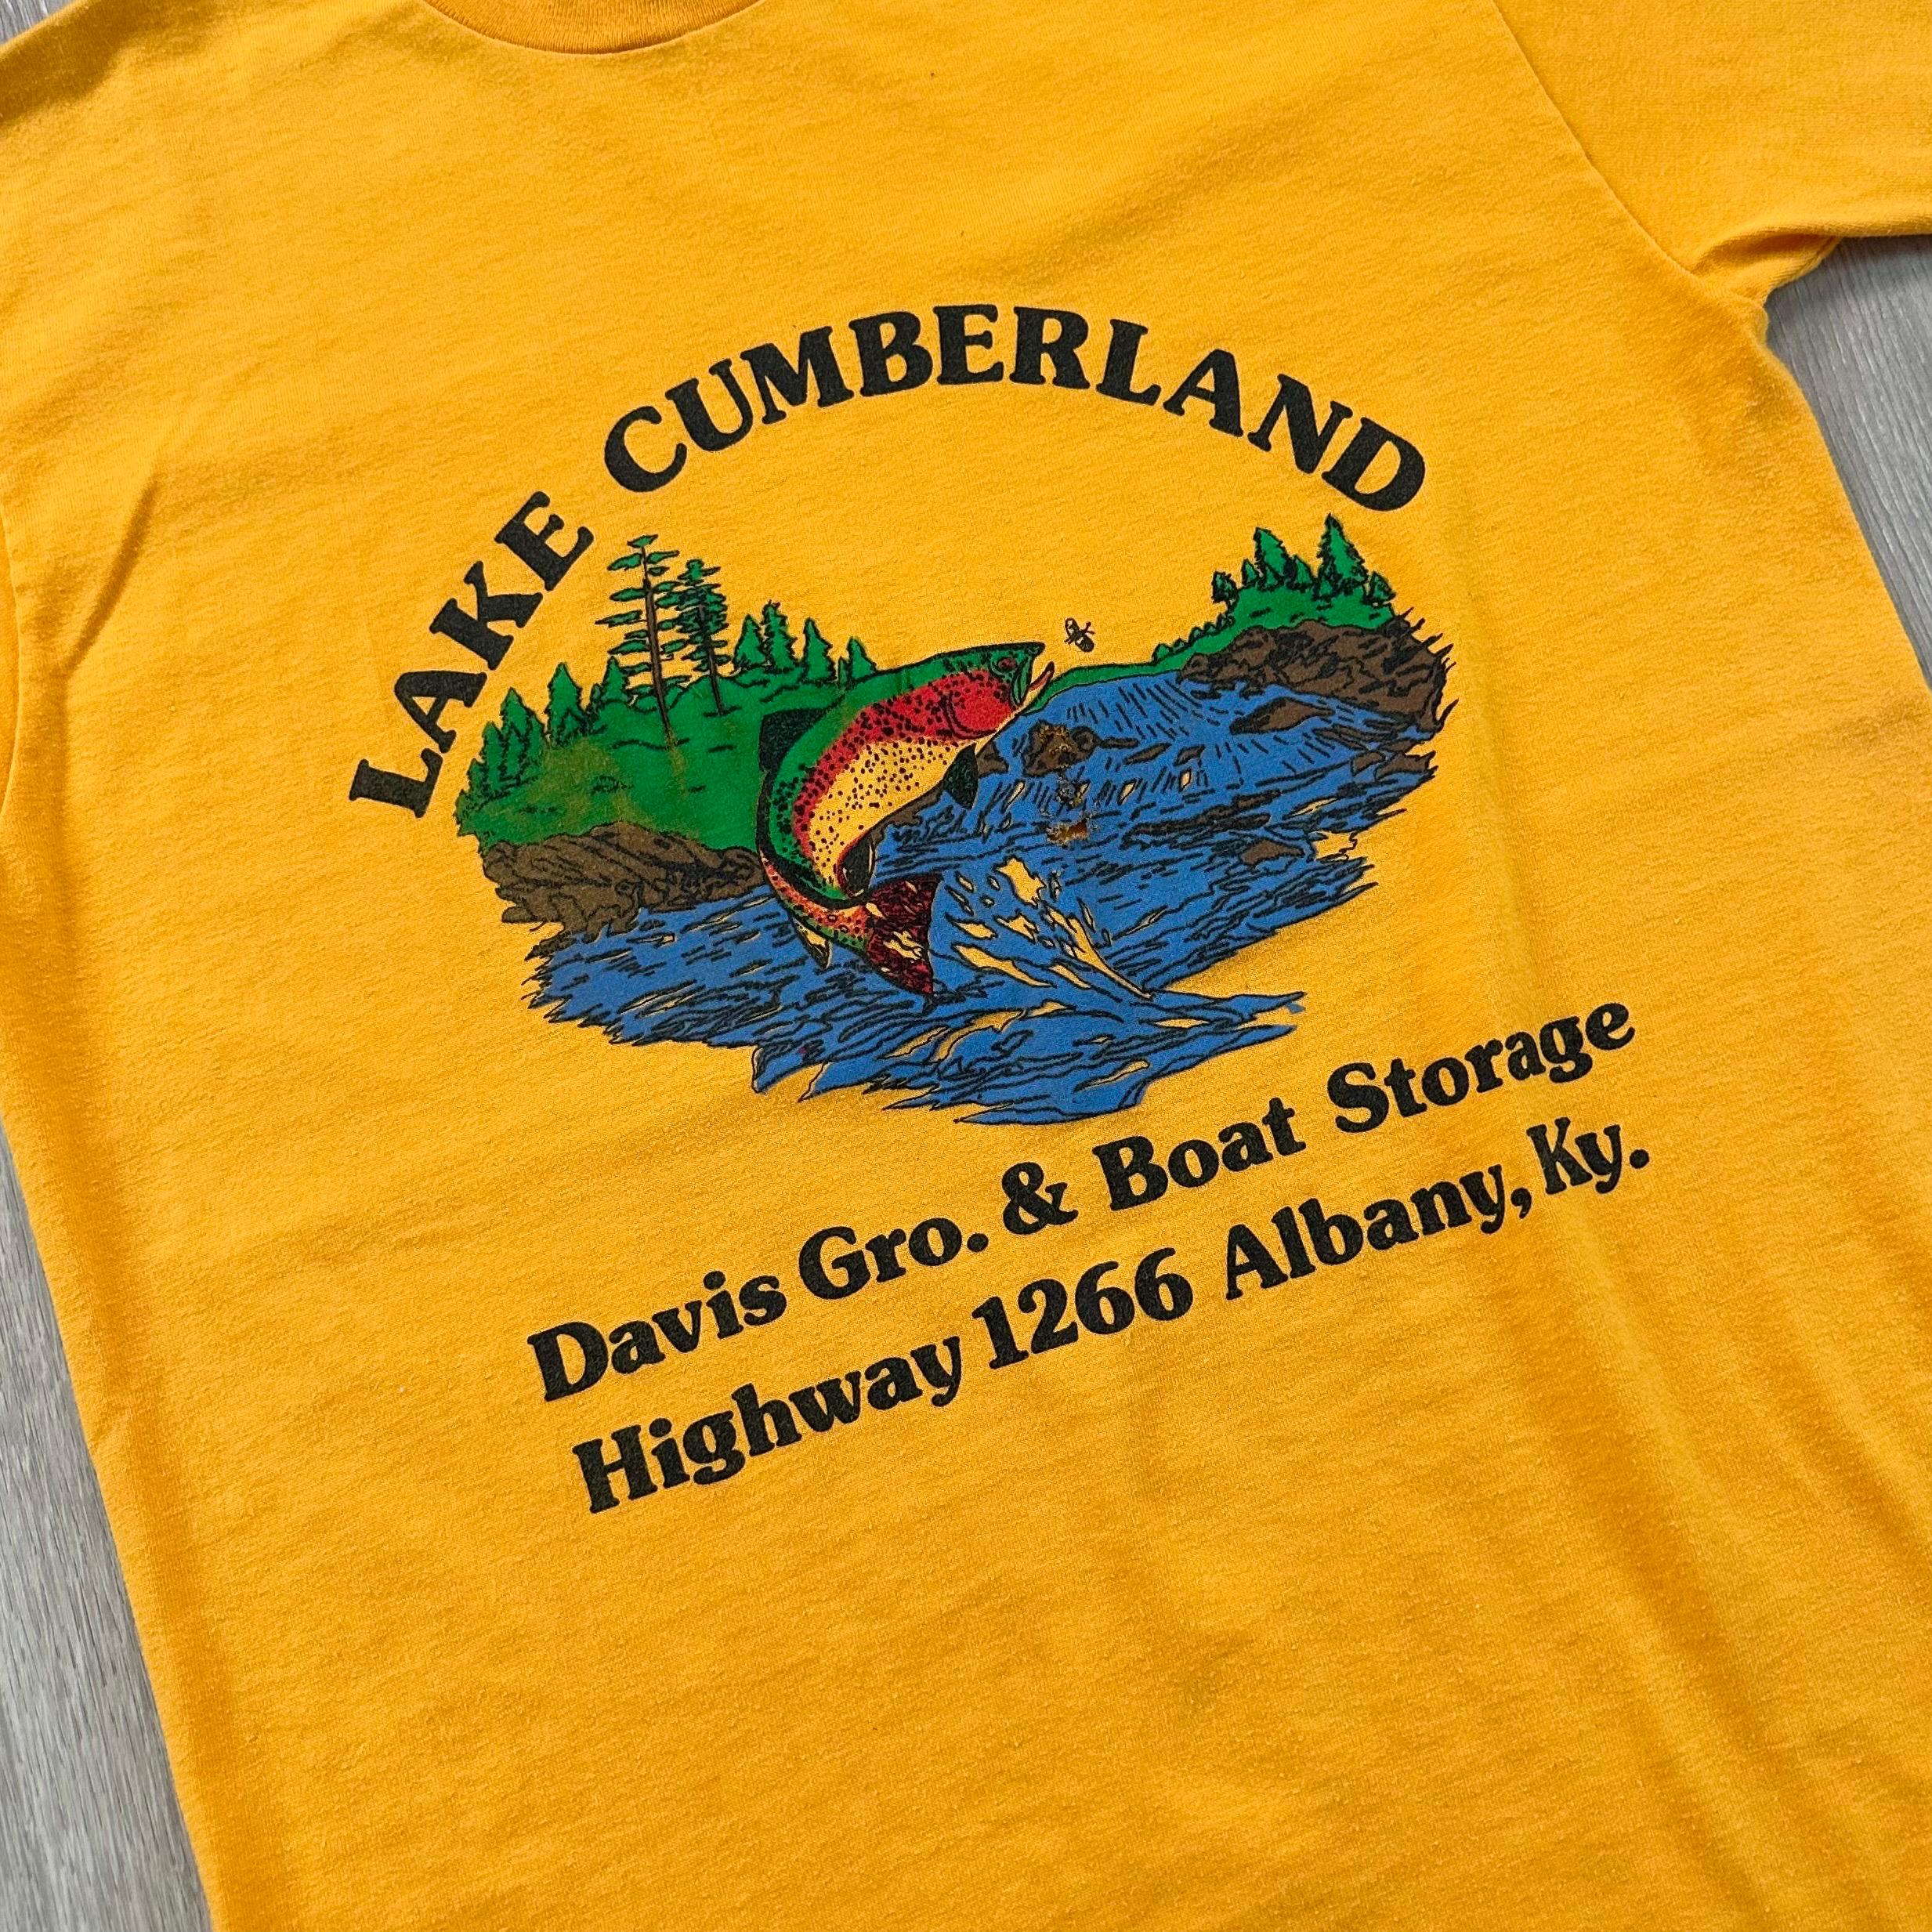 LAKE CUMBERLAND
Davis Gro. & Boat Storage
Highway 1266 Albany, Ky.